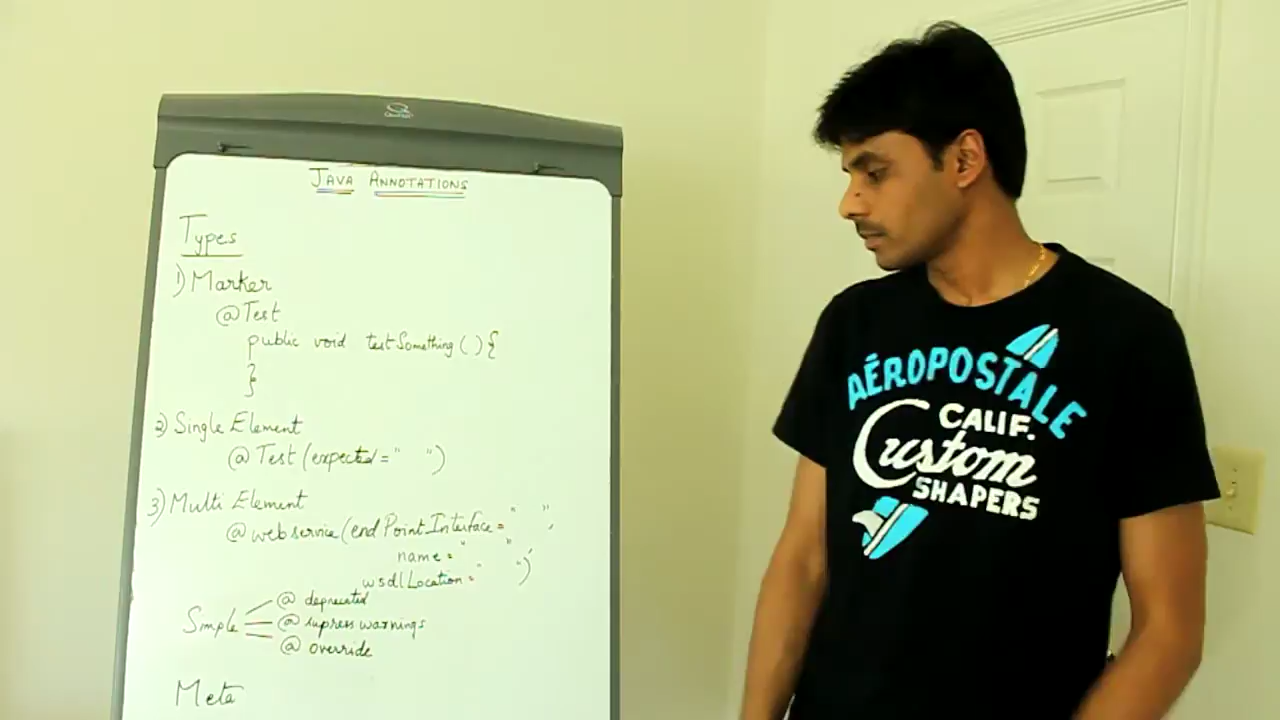 JAVA ANNOTATIONS
Types
1) Marker
@Test
public void testSomething ( ) {
}
2) Single Element
@Test (expected = " ")
3) Multi Element
@webservice (endPointInterface = " ",
name = " ",
wsdlLocation = " ")
Simple
@ deprecated
@ supress warnings
@ override
Meta
AÉROPOSTALE
CALIF.
Custom
SHAPERS